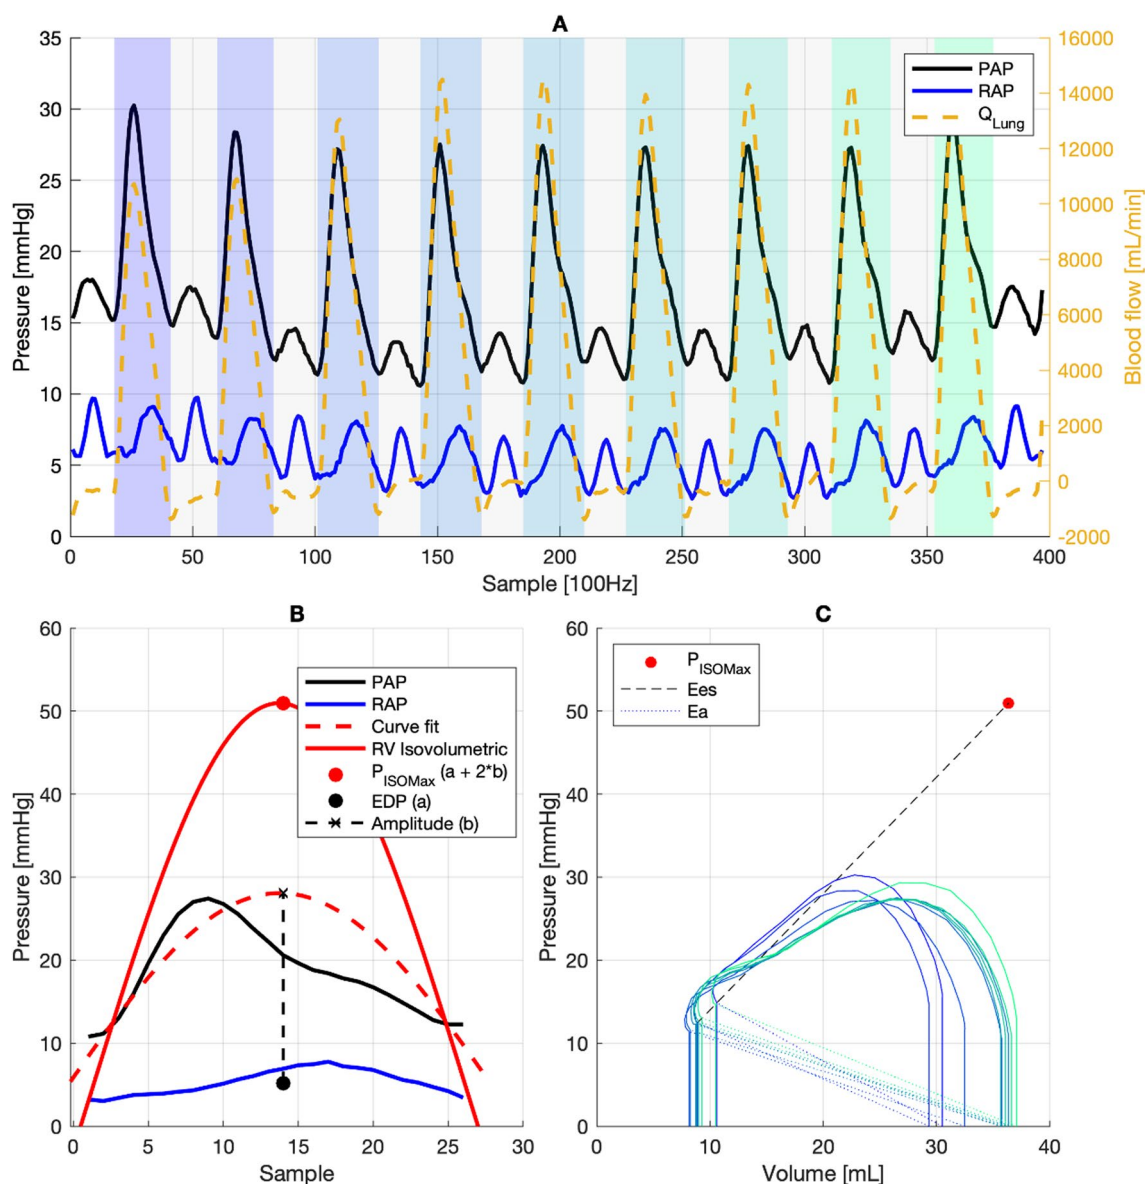 A
35
30
25
20
15
10
5
0
Pressure [mmHg]
0 50 100 150 200 250 300 350 400
Sample [100Hz]
16000
14000
12000
10000
8000
6000
4000
2000
0
-2000
Blood flow [mL/min]
PAP
RAP
Q_Lung
B
60
50
40
30
20
10
0
Pressure [mmHg]
0 5 10 15 20 25 30
Sample
PAP
RAP
Curve fit
RV Isovolumetric
P_ISOMax (a + 2*b)
EDP (a)
Amplitude (b)
C
60
50
40
30
20
10
0
Pressure [mmHg]
0 10 20 30 40
Volume [mL]
P_ISOMax
Ees
Ea